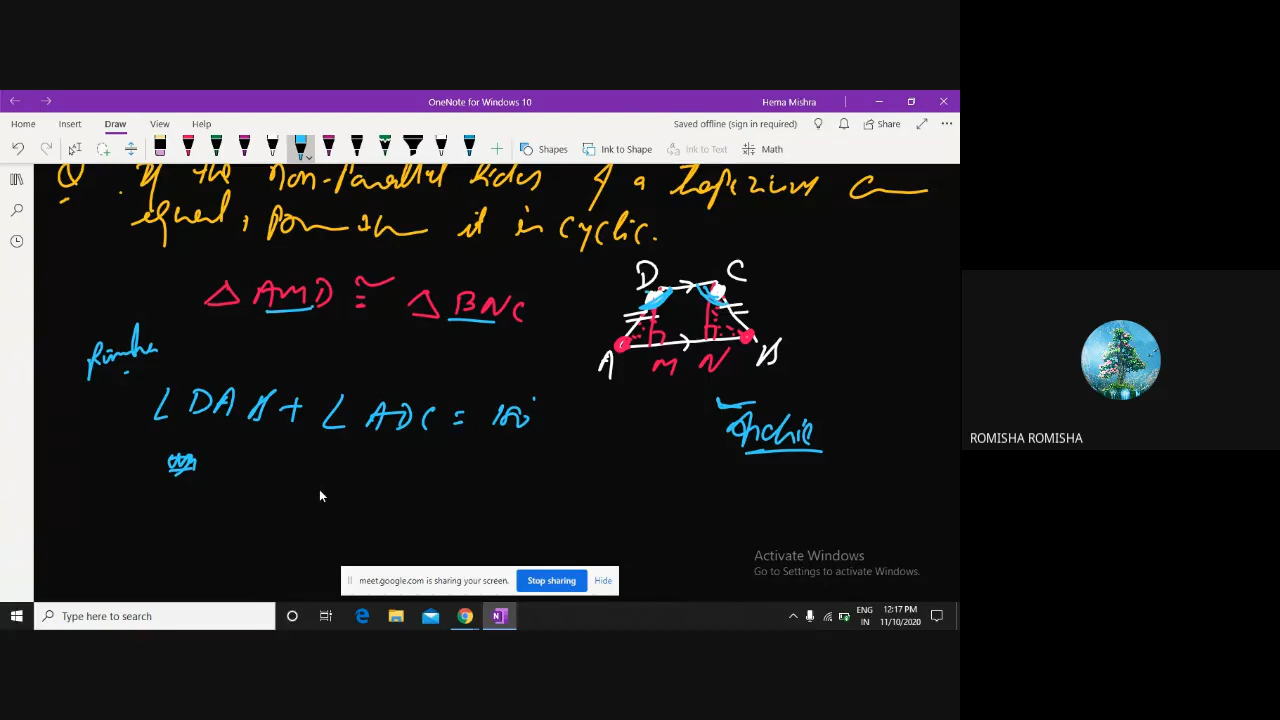 OneNote for Windows 10
Hema Mishra
Home Insert Draw View Help
Saved offline (sign in required)
Share
Shapes Ink to Shape Ink to Text Math
Q. If the non-Parallel sides of a trapezium
equal, it is cyclic.
△ AMD ≅ △ BNC
D C
A M N B
∠ DAB + ∠ ADC = 180°
Archie
ROMISHA ROMISHA
Activate Windows
Go to Settings to activate Windows.
meet.google.com is sharing your screen. Stop sharing Hide
Type here to search
ENG
IN
12:17 PM
11/10/2020